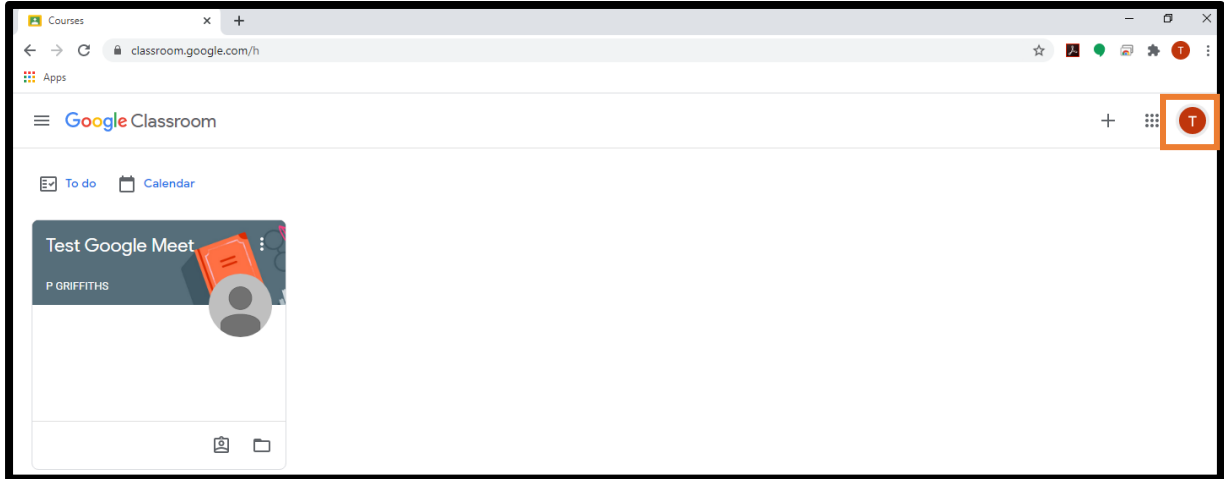 Courses
classroom.google.com/h
T
Apps
Google Classroom
T
To do Calendar
Test Google Meet
P GRIFFITHS